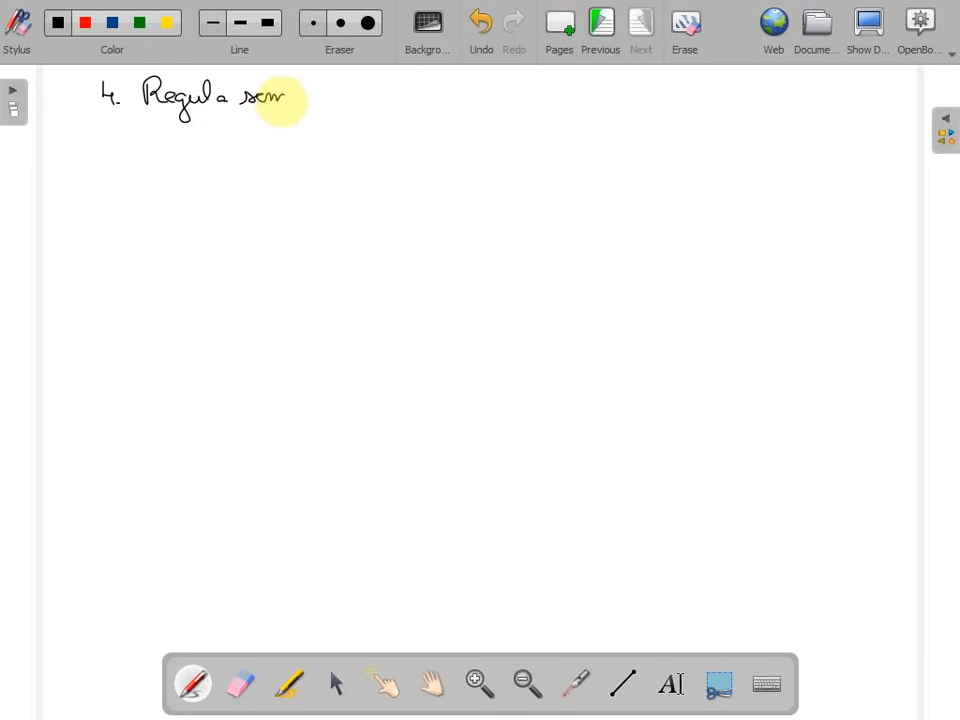 Stylus
Color
Line
Eraser
Backgro...
Undo
Redo
Pages
Previous
Next
Erase
Web
Docume...
Show D...
OpenBo...
4. Regula sem
A